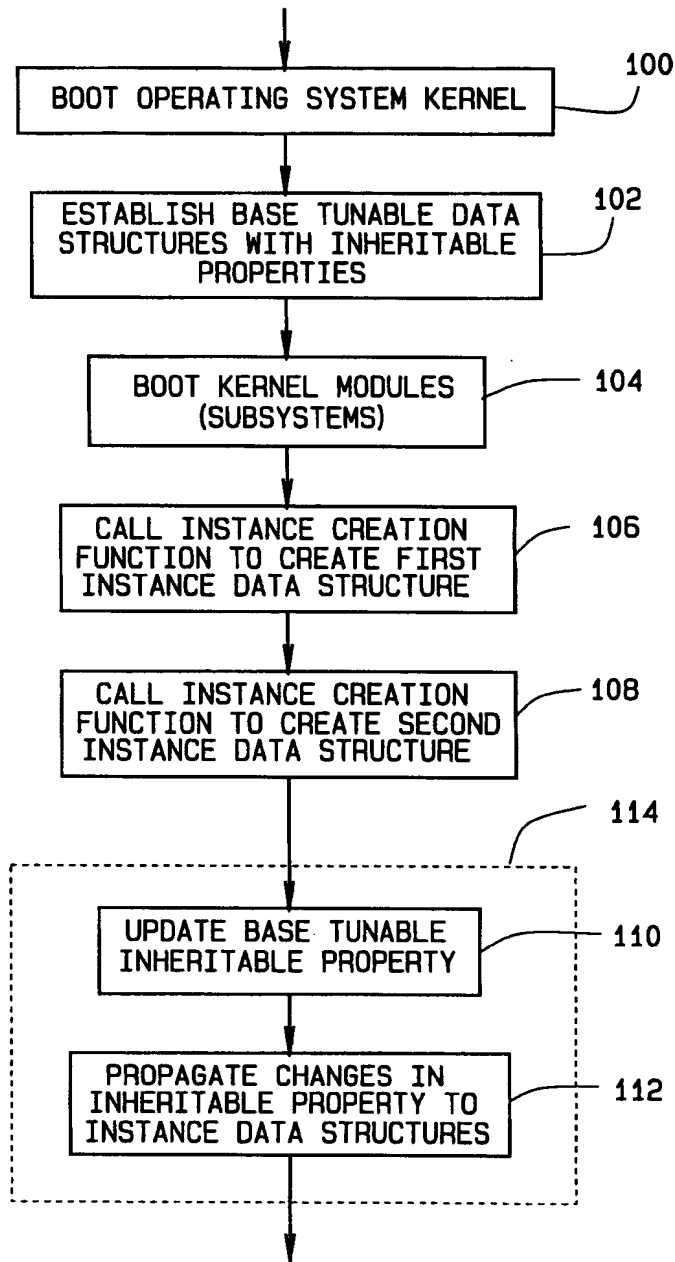 BOOT OPERATING SYSTEM KERNEL
100
ESTABLISH BASE TUNABLE DATA
STRUCTURES WITH INHERITABLE
PROPERTIES
102
BOOT KERNEL MODULES
(SUBSYSTEMS)
104
CALL INSTANCE CREATION
FUNCTION TO CREATE FIRST
INSTANCE DATA STRUCTURE
106
CALL INSTANCE CREATION
FUNCTION TO CREATE SECOND
INSTANCE DATA STRUCTURE
108
114
UPDATE BASE TUNABLE
INHERITABLE PROPERTY
110
PROPAGATE CHANGES IN
INHERITABLE PROPERTY TO
INSTANCE DATA STRUCTURES
112